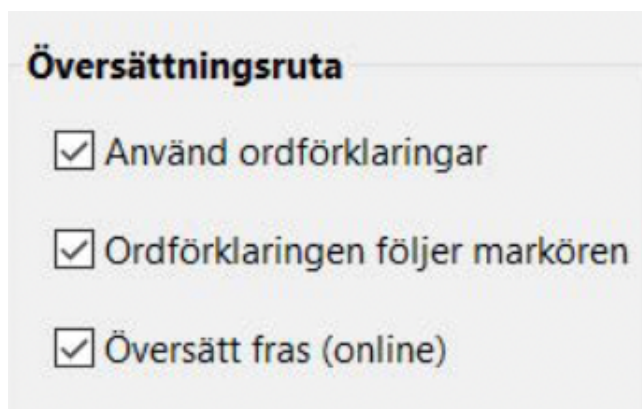 Översättningsruta
Använd ordförklaringar
Ordförklaringen följer markören
Översätt fras (online)